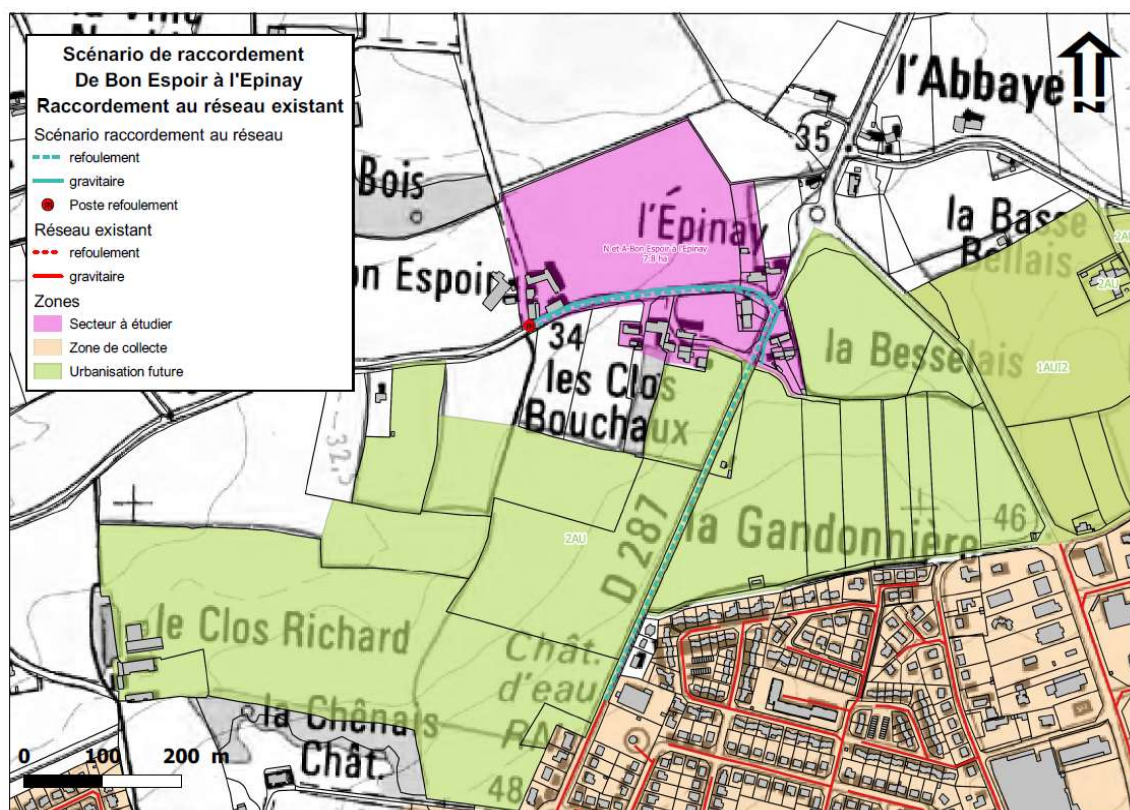 Scénario de raccordement
De Bon Espoir à l'Epinay
Raccordement au réseau existant
Scénario raccordement au réseau
refoulement
gravitaire
Poste refoulement
Réseau existant
refoulement
gravitaire
Zones
Secteur à étudier
Zone de collecte
Urbanisation future
N
l'Abbaye
35
Bois
l'Épinay
N et A-Bon Espoir à l'Epinay
7.8 ha
la Basse
Bellais
2AU
on Espoir
34
les Clos
Bouchaux
la Besselais
1AUI2
32,5
D 287
la Gandonnière
46
2AU
le Clos Richard
Chât.
d'eau
la Chênais
Chât.
48
0 100 200 m